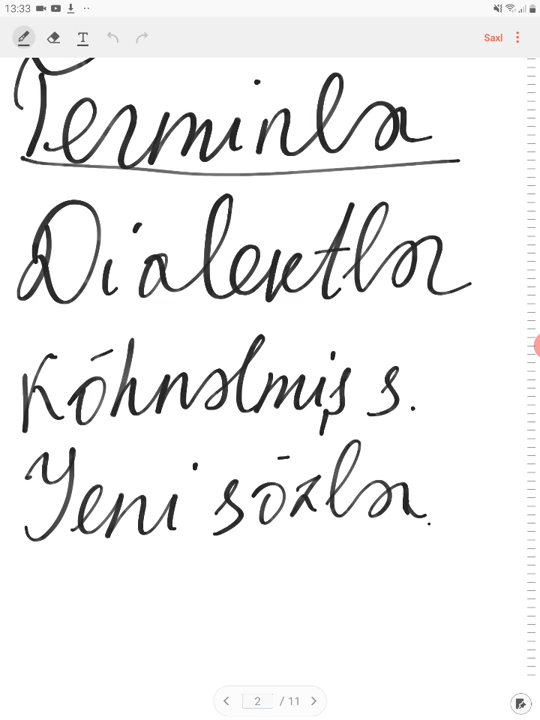 13:33
T
Saxl
Terminlər
Dialektlər
Köhnəlmiş s.
Yeni sözlər.
2 / 11